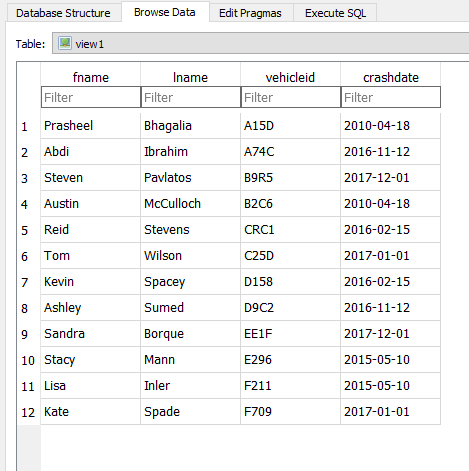 Database Structure Browse Data Edit Pragmas Execute SQL
Table: view1
fname lname vehicleid crashdate
Filter Filter Filter Filter
1 Prasheel Bhagalia A15D 2010-04-18
2 Abdi Ibrahim A74C 2016-11-12
3 Steven Pavlatos B9R5 2017-12-01
4 Austin McCulloch B2C6 2010-04-18
5 Reid Stevens CRC1 2016-02-15
6 Tom Wilson C25D 2017-01-01
7 Kevin Spacey D158 2016-02-15
8 Ashley Sumed D9C2 2016-11-12
9 Sandra Borque EE1F 2017-12-01
10 Stacy Mann E296 2015-05-10
11 Lisa Inler F211 2015-05-10
12 Kate Spade F709 2017-01-01